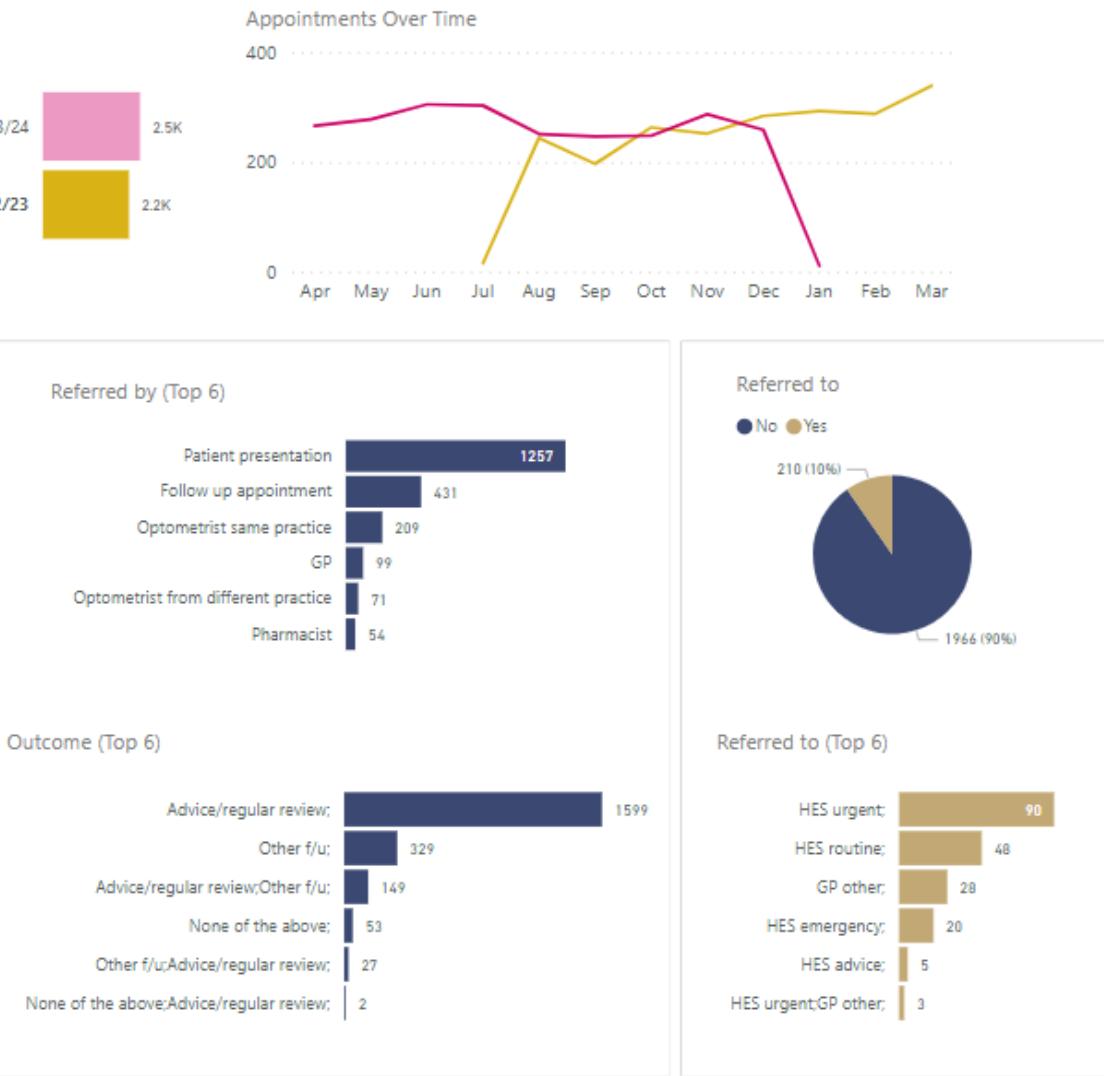 Appointments Over Time
400
200
0
Apr May Jun Jul Aug Sep Oct Nov Dec Jan Feb Mar
3/24 2.5K
2/23 2.2K
Referred by (Top 6)
Patient presentation 1257
Follow up appointment 431
Optometrist same practice 209
GP 99
Optometrist from different practice 71
Pharmacist 54
Referred to
No Yes
210 (10%)
1966 (90%)
Outcome (Top 6)
Advice/regular review; 1599
Other f/u; 329
Advice/regular review;Other f/u; 149
None of the above; 53
Other f/u;Advice/regular review; 27
None of the above;Advice/regular review; 2
Referred to (Top 6)
HES urgent; 90
HES routine; 48
GP other; 28
HES emergency; 20
HES advice; 5
HES urgent;GP other; 3